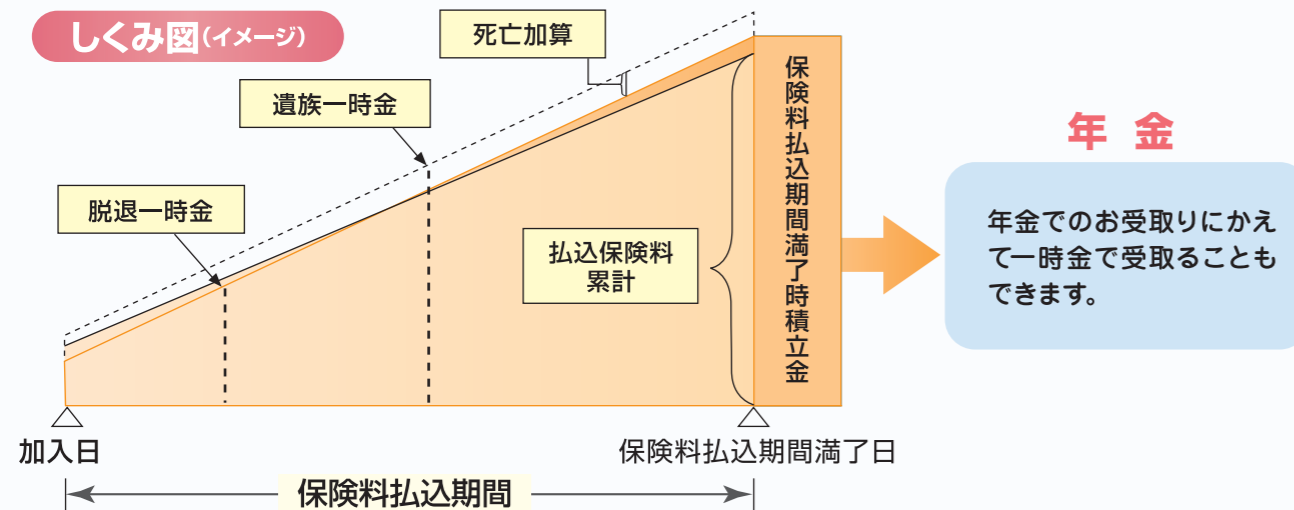 しくみ図(イメージ)
死亡加算
遺族一時金
脱退一時金
払込保険料
累計
保険料払込期間満了時積立金
年 金
年金でのお受取りにかえ
て一時金で受取ることも
できます。
加入日
保険料払込期間満了日
保険料払込期間